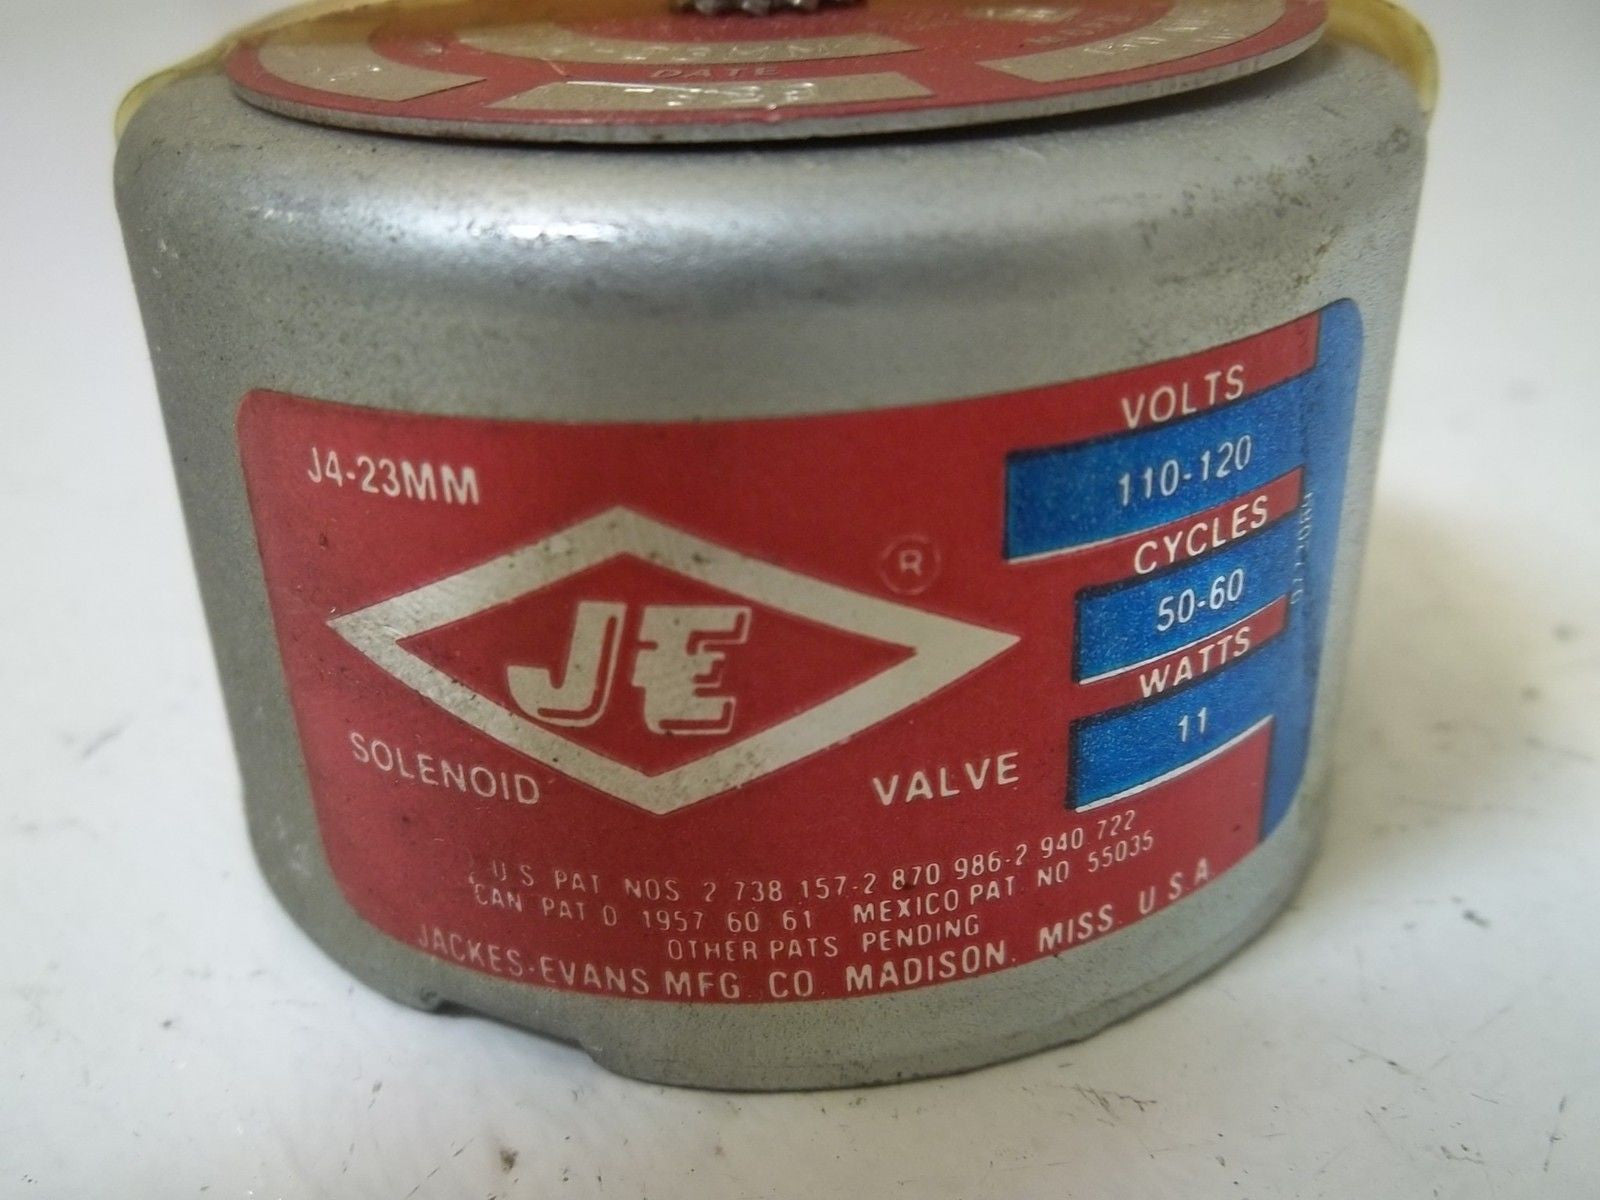 DATE
J4-23MM
JE
®
SOLENOID VALVE
VOLTS
110-120
CYCLES
50-60
WATTS
11
U S PAT NOS 2 738 157-2 870 986-2 940 722
CAN PAT D 1957 60 61 MEXICO PAT NO 55035
OTHER PATS PENDING
JACKES-EVANS MFG. CO. MADISON, MISS. U.S.A.